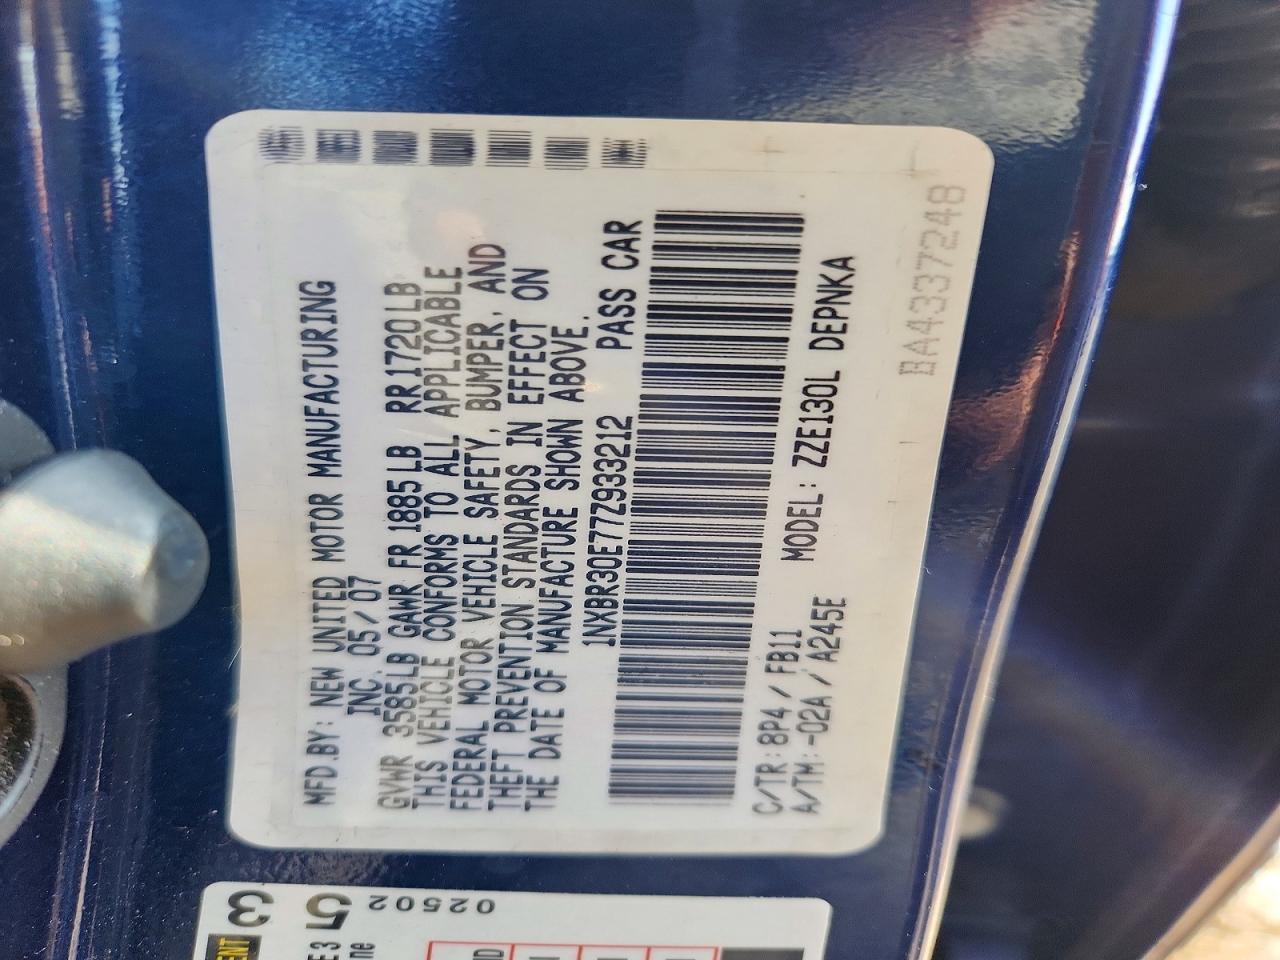 MFD.BY: NEW UNITED MOTOR MANUFACTURING
INC. 05/07
GVWR 3585LB GAWR FR 1885LB RR1720LB
THIS VEHICLE CONFORMS TO ALL APPLICABLE
FEDERAL MOTOR VEHICLE SAFETY, BUMPER, AND
THEFT PREVENTION STANDARDS IN EFFECT ON
THE DATE OF MANUFACTURE SHOWN ABOVE.
1NXBR30E77Z933212 PASS CAR
C/TR:8P4/FB11 MODEL: ZZE130L DEPNKA
A/TM:-02A/A245E
BA4337248
02502